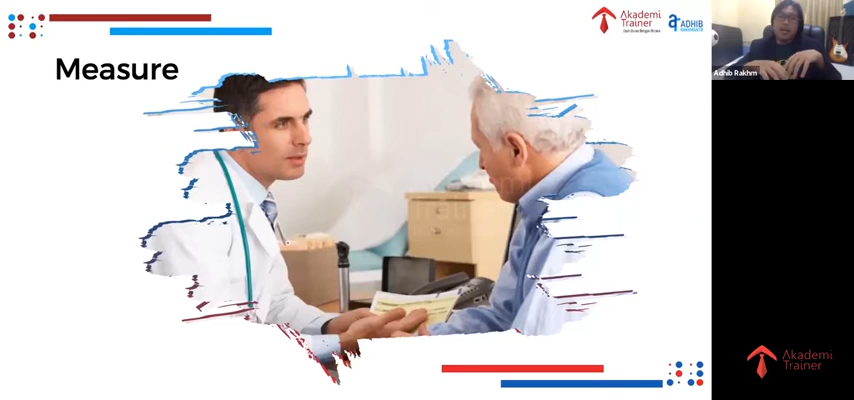 Measure
Akademi
Trainer
ADHIB
Adhib Rakhm
Akademi
Trainer